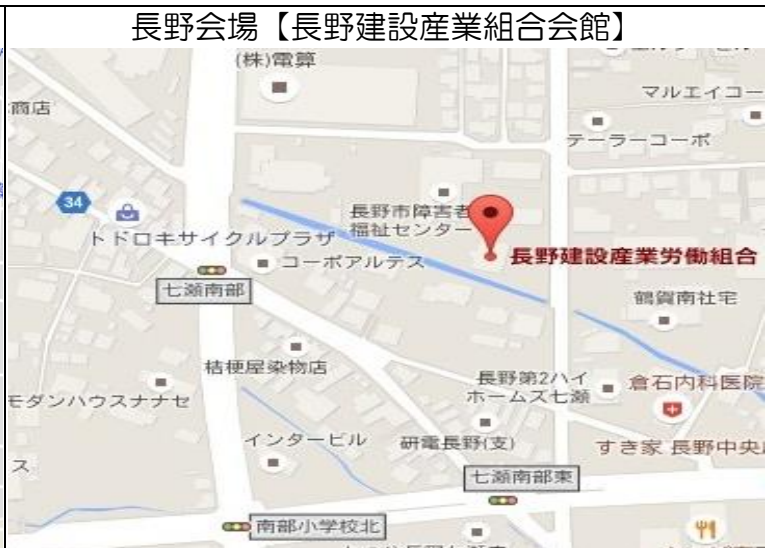 長野会場【長野建設産業組合会館】
(株)電算
商店
マルエイコー
テーラーコーポ
34
長野市障害者
福祉センター
トドロキサイクルプラザ
コーポアルテス
長野建設産業労働組合
七瀬南部
鶴賀南社宅
桔梗屋染物店
長野第2ハイ
ホームズ七瀬
倉石内科医院
モダンハウスナナセ
インタービル
研電長野(支)
すき家 長野中央
ス
七瀬南部東
南部小学校北